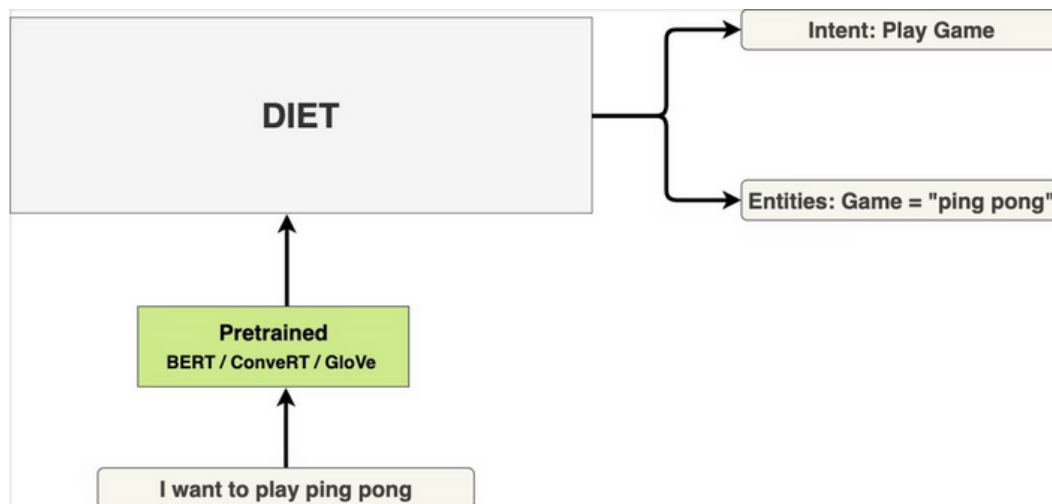 Intent: Play Game
DIET
Entities: Game = "ping pong"
Pretrained
BERT / ConveRT / GloVe
I want to play ping pong